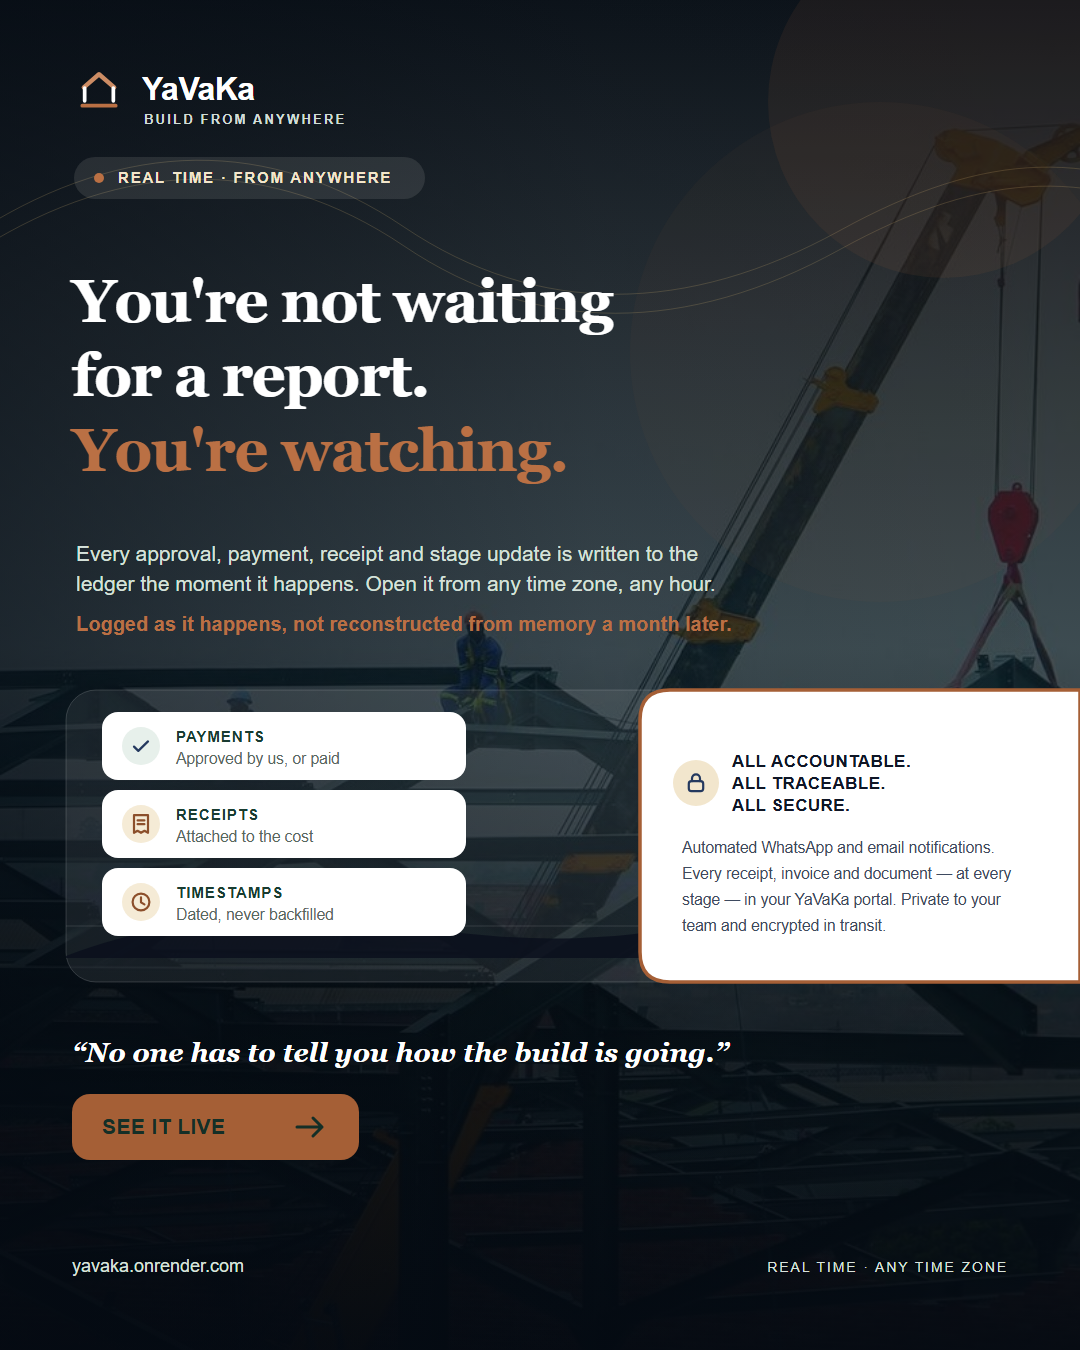 YaVaKa
BUILD FROM ANYWHERE
REAL TIME · FROM ANYWHERE
You're not waiting
for a report.
You're watching.
Every approval, payment, receipt and stage update is written to the
ledger the moment it happens. Open it from any time zone, any hour.
Logged as it happens, not reconstructed from memory a month later.
PAYMENTS
Approved by us, or paid
RECEIPTS
Attached to the cost
TIMESTAMPS
Dated, never backfilled
ALL ACCOUNTABLE.
ALL TRACEABLE.
ALL SECURE.
Automated WhatsApp and email notifications.
Every receipt, invoice and document — at every
stage — in your YaVaKa portal. Private to your
team and encrypted in transit.
“No one has to tell you how the build is going.”
SEE IT LIVE
yavaka.onrender.com
REAL TIME · ANY TIME ZONE